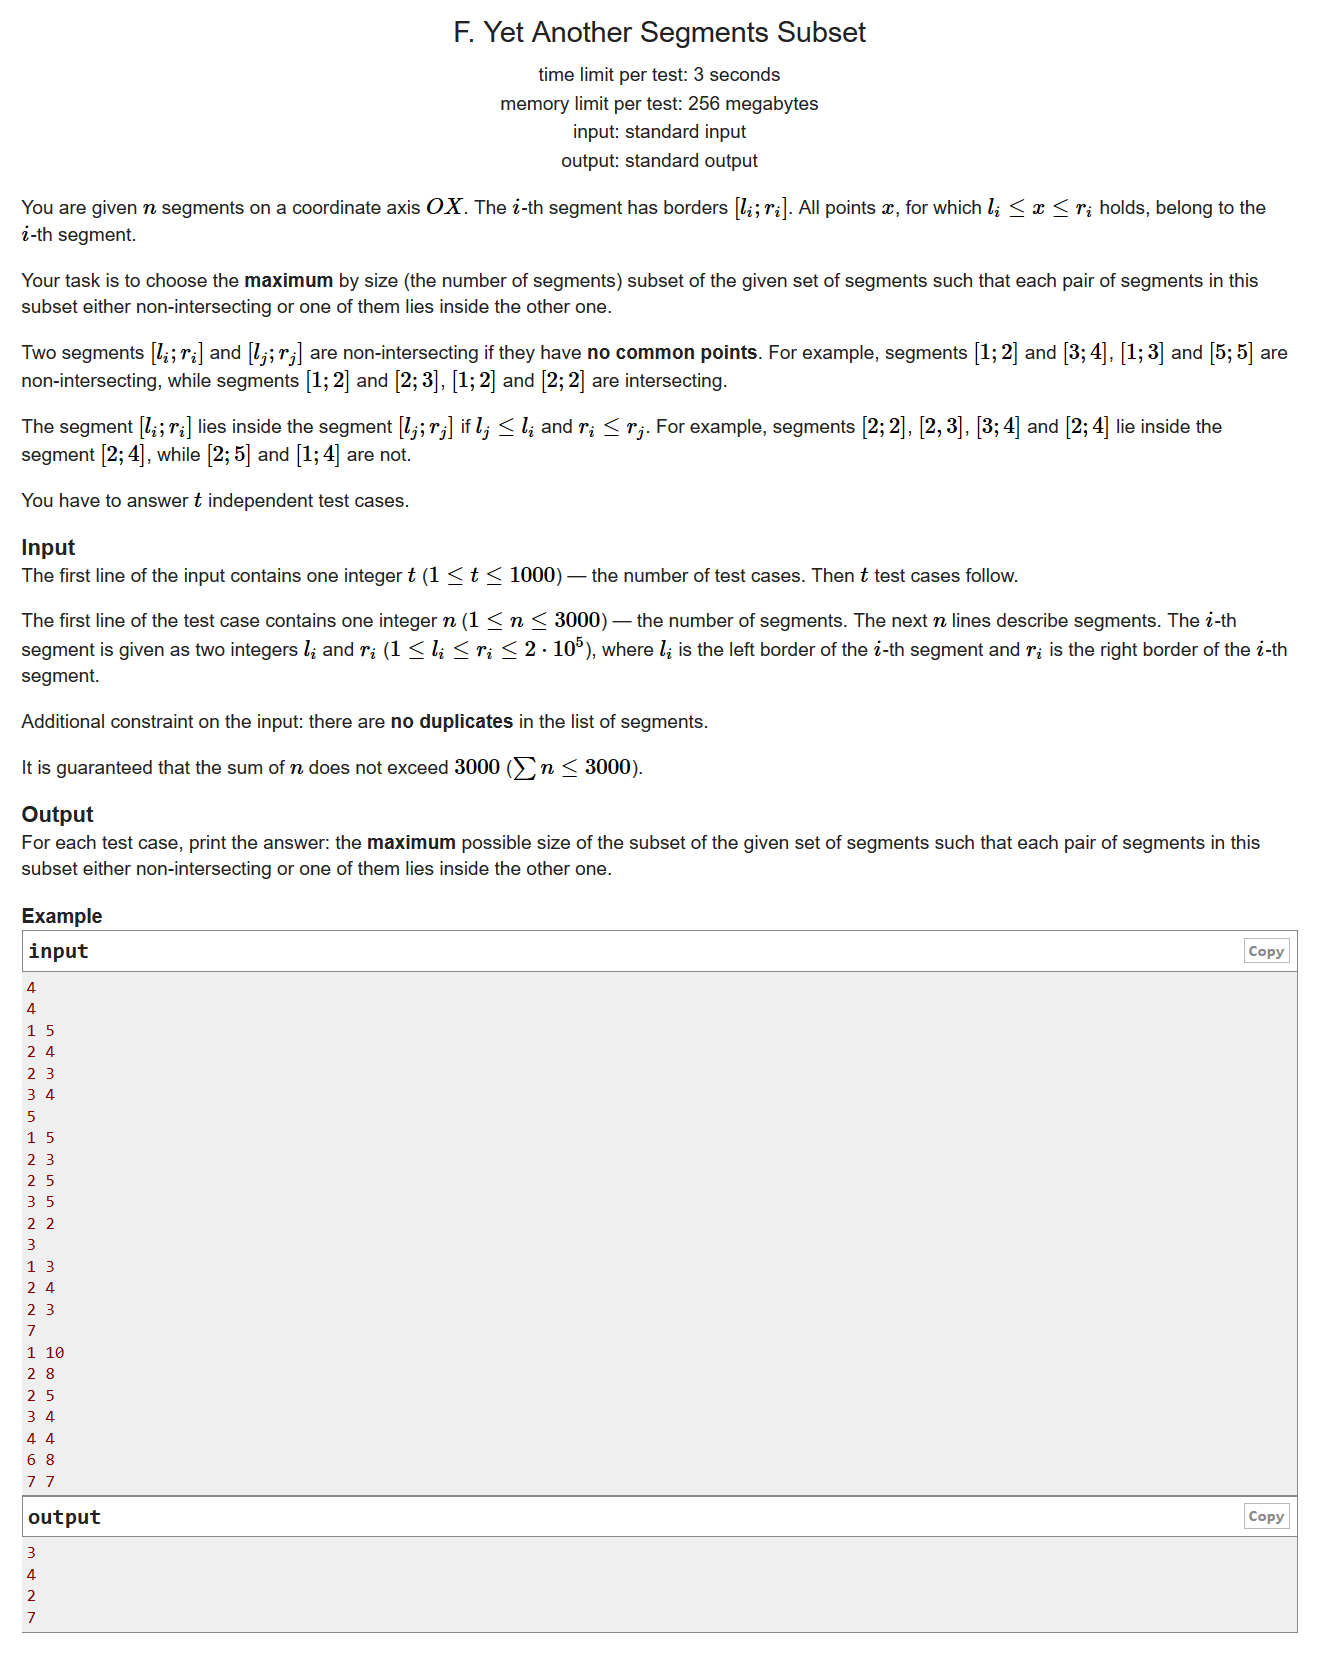 F. Yet Another Segments Subset
time limit per test: 3 seconds
memory limit per test: 256 megabytes
input: standard input
output: standard output
You are given n segments on a coordinate axis OX. The i-th segment has borders [l_i; r_i]. All points x, for which l_i ≤ x ≤ r_i holds, belong to the
i-th segment.
Your task is to choose the maximum by size (the number of segments) subset of the given set of segments such that each pair of segments in this
subset either non-intersecting or one of them lies inside the other one.
Two segments [l_i; r_i] and [l_j; r_j] are non-intersecting if they have no common points. For example, segments [1; 2] and [3; 4], [1; 3] and [5; 5] are
non-intersecting, while segments [1; 2] and [2; 3], [1; 2] and [2; 2] are intersecting.
The segment [l_i; r_i] lies inside the segment [l_j; r_j] if l_j ≤ l_i and r_i ≤ r_j. For example, segments [2; 2], [2, 3], [3; 4] and [2; 4] lie inside the
segment [2; 4], while [2; 5] and [1; 4] are not.
You have to answer t independent test cases.
Input
The first line of the input contains one integer t (1 ≤ t ≤ 1000) — the number of test cases. Then t test cases follow.
The first line of the test case contains one integer n (1 ≤ n ≤ 3000) — the number of segments. The next n lines describe segments. The i-th
segment is given as two integers l_i and r_i (1 ≤ l_i ≤ r_i ≤ 2 · 10^5), where l_i is the left border of the i-th segment and r_i is the right border of the i-th
segment.
Additional constraint on the input: there are no duplicates in the list of segments.
It is guaranteed that the sum of n does not exceed 3000 (∑ n ≤ 3000).
Output
For each test case, print the answer: the maximum possible size of the subset of the given set of segments such that each pair of segments in this
subset either non-intersecting or one of them lies inside the other one.
Example
input Copy
4
4
1 5
2 4
2 3
3 4
5
1 5
2 3
2 5
3 5
2 2
3
1 3
2 4
2 3
7
1 10
2 8
2 5
3 4
4 4
6 8
7 7
output Copy
3
4
2
7